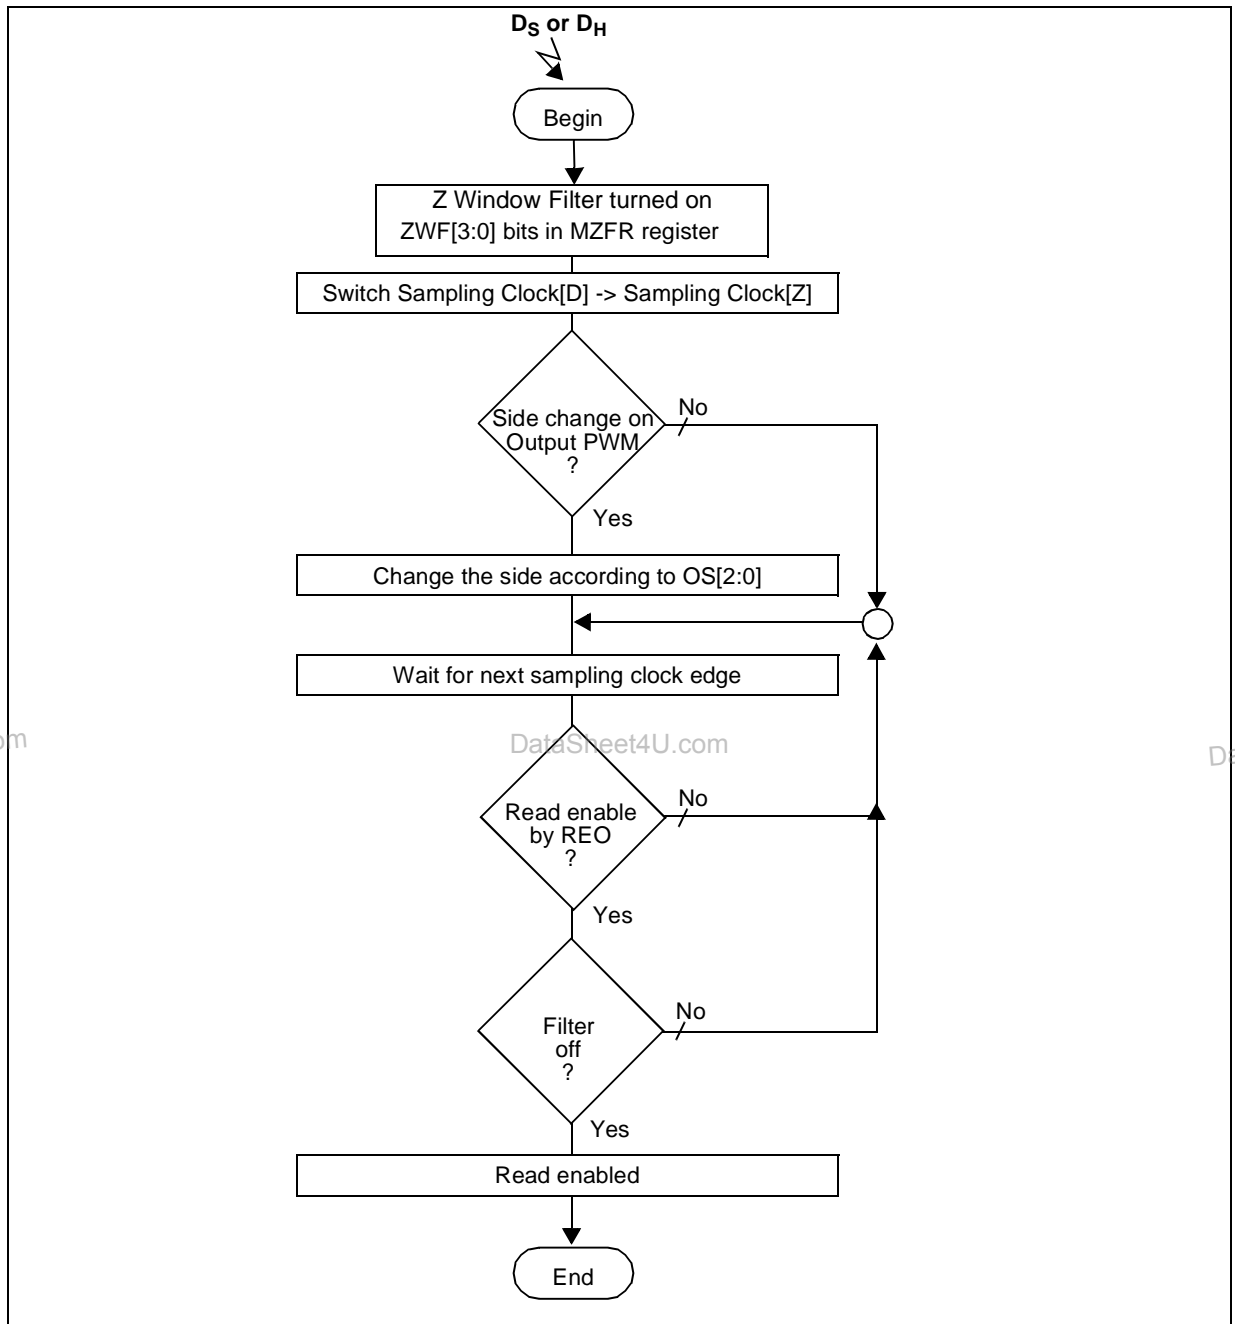 DS or DH
Begin
Z Window Filter turned on
ZWF[3:0] bits in MZFR register
Switch Sampling Clock[D] -> Sampling Clock[Z]
Side change on
Output PWM
?
No
Yes
Change the side according to OS[2:0]
Wait for next sampling clock edge
om
DataSheet4U.com
Da
Read enable
by REO
?
No
Yes
Filter
off
?
No
Yes
Read enabled
End